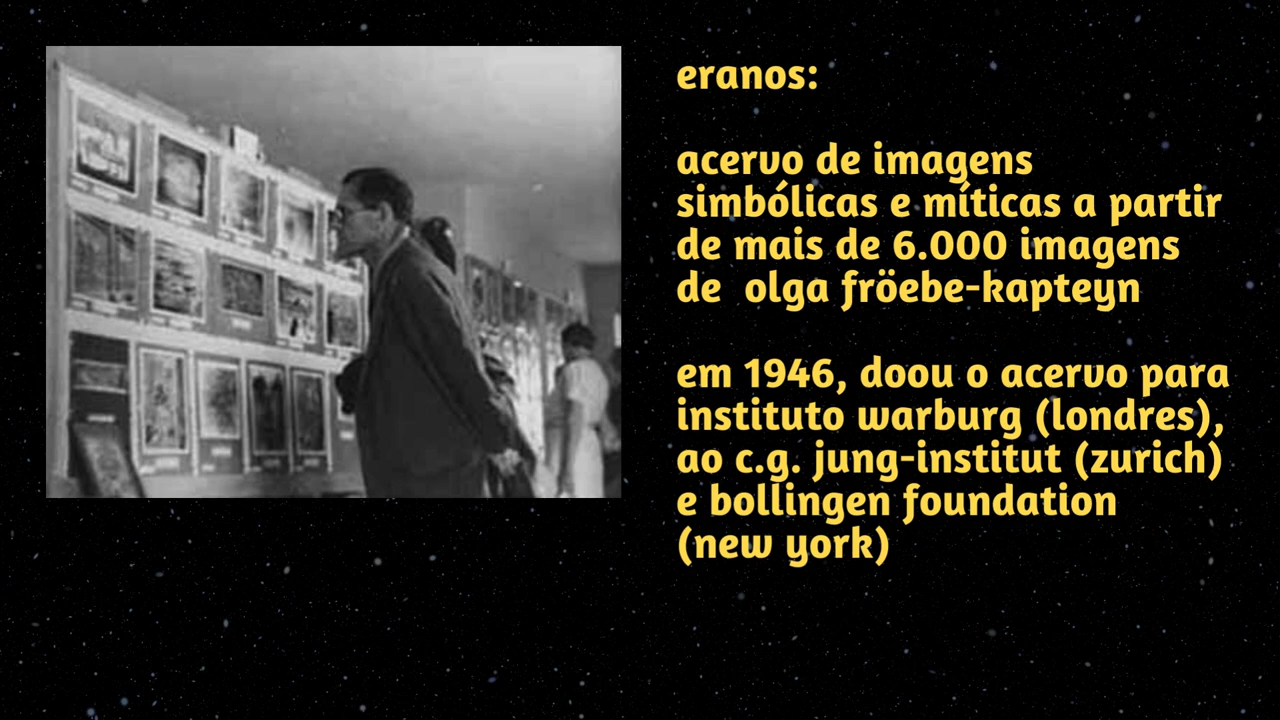 eranos:
acervo de imagens
simbólicas e míticas a partir
de mais de 6.000 imagens
de  olga fröebe-kapteyn
em 1946, doou o acervo para
instituto warburg (londres),
ao c.g. jung-institut (zurich)
e bollingen foundation
(new york)